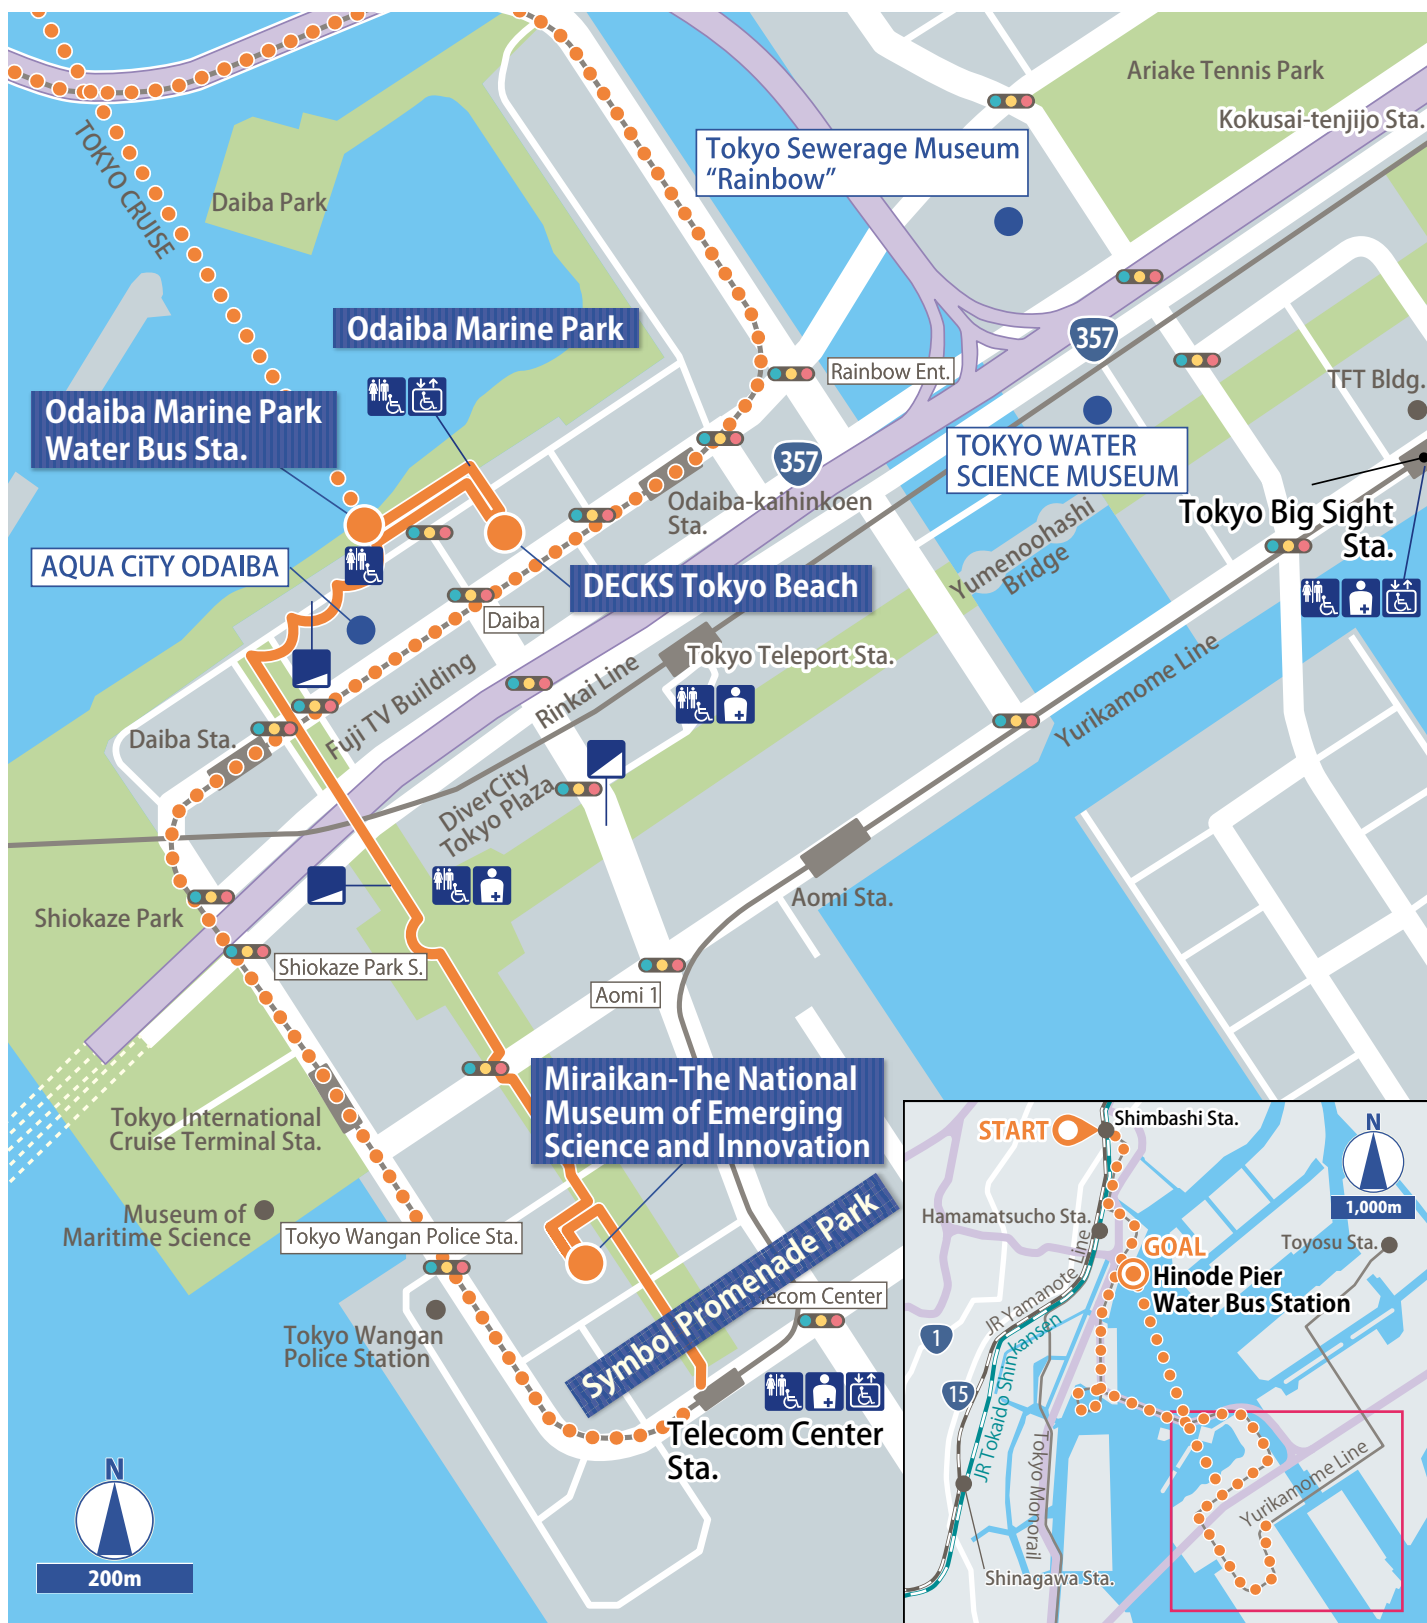 Ariake Tennis Park
Kokusai-tenjijo Sta.
Tokyo Sewerage Museum
“Rainbow”
TOKYO CRUISE
Daiba Park
Odaiba Marine Park
357
Rainbow Ent.
TFT Bldg.
Odaiba Marine Park
Water Bus Sta.
357
TOKYO WATER
SCIENCE MUSEUM
Odaiba-kaihinkoen
Sta.
Tokyo Big Sight
Sta.
Yumenoohashi
Bridge
AQUA CiTY ODAIBA
DECKS Tokyo Beach
Daiba
Tokyo Teleport Sta.
Rinkai Line
Yurikamome Line
Fuji TV Building
Daiba Sta.
DiverCity
Tokyo Plaza
Aomi Sta.
Shiokaze Park
Shiokaze Park S.
Aomi 1
Miraikan-The National
Museum of Emerging
Science and Innovation
Tokyo International
Cruise Terminal Sta.
Museum of
Maritime Science
Tokyo Wangan Police Sta.
Symbol Promenade Park
lecom Center
Tokyo Wangan
Police Station
Telecom Center
Sta.
N
200m
START
Shimbashi Sta.
N
1,000m
Hamamatsucho Sta.
Toyosu Sta.
GOAL
Hinode Pier
Water Bus Station
JR Yamanote Line
JR Tokaido Shinkansen
1
15
Tokyo Monorail
Yurikamome Line
Shinagawa Sta.